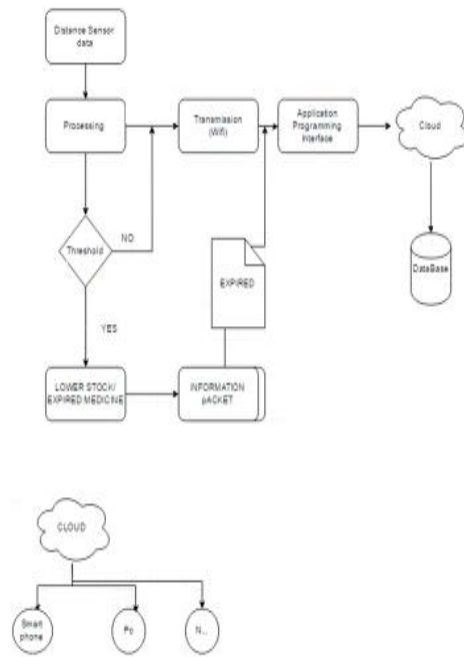 Distance Sensor
data
Processing
Transmission
(Wifi)
Application
Programming
Interface
Cloud
Threshold
NO
EXPIRED
DataBase
YES
LOWER STOCK/
EXPIRED MEDICINE
INFORMATION
pACKET
CLOUD
Smart
phone
Pc
N...